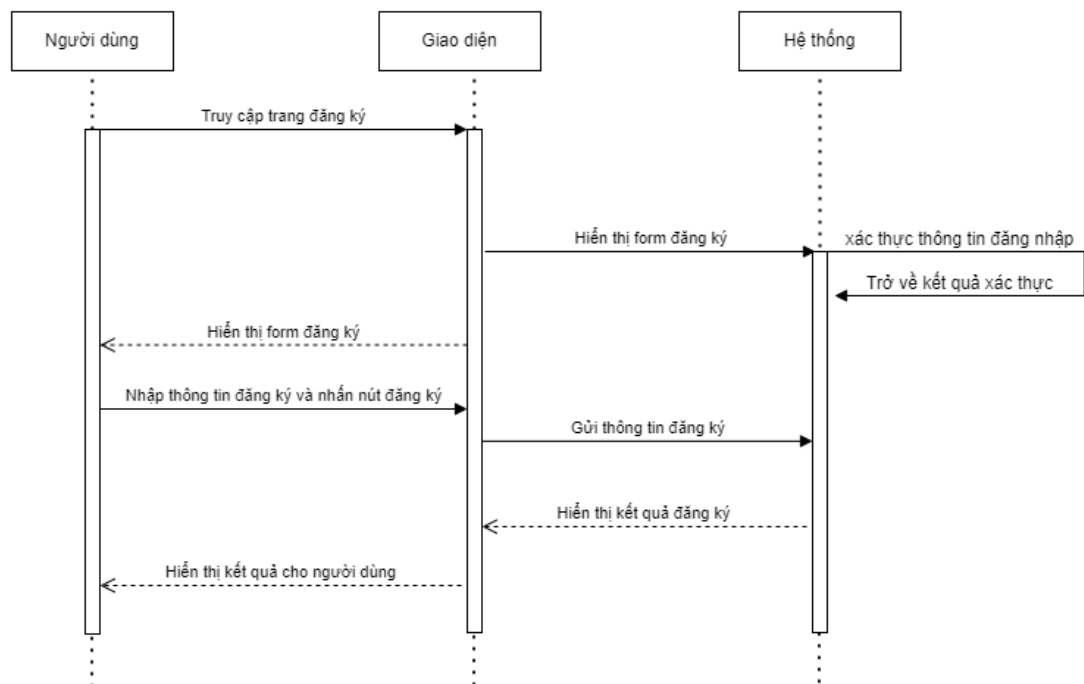 Người dùng
Giao diện
Hệ thống
Truy cập trang đăng ký
Hiển thị form đăng ký
xác thực thông tin đăng nhập
Trở về kết quả xác thực
Hiển thị form đăng ký
Nhập thông tin đăng ký và nhấn nút đăng ký
Gửi thông tin đăng ký
Hiển thị kết quả đăng ký
Hiển thị kết quả cho người dùng